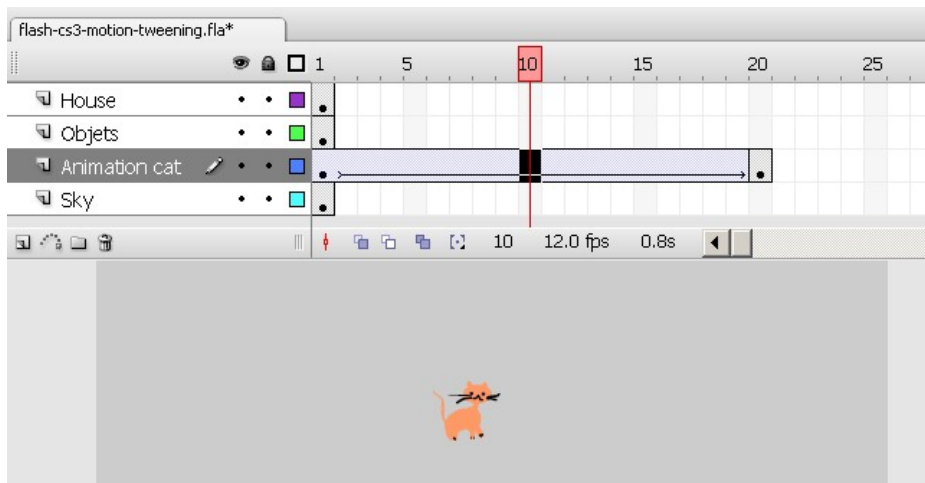 flash-cs3-motion-tweening.fla*
1 5 10 15 20 25
House
Objets
Animation cat
Sky
10 12.0 fps 0.8s